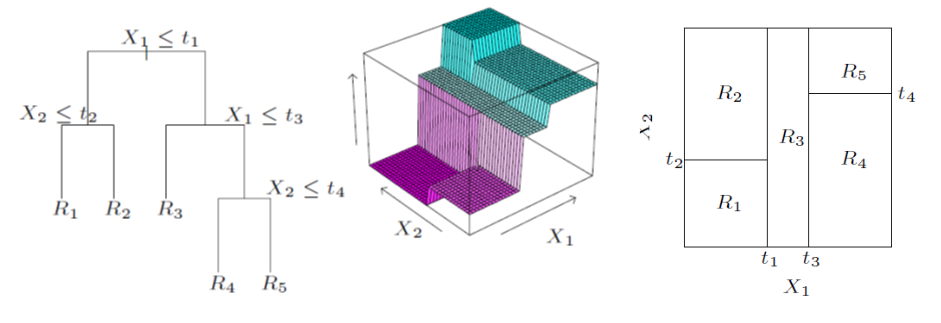 X₁ ≤ t₁
X₂ ≤ t₂
X₁ ≤ t₃
X₂ ≤ t₄
R₁
R₂
R₃
R₄
R₅
X₂
X₁
R₅
R₂
t₄
R₃
t₂
R₄
R₁
X₂
t₁
t₃
X₁